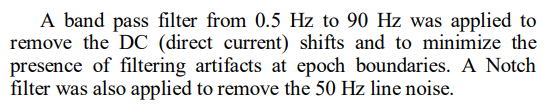 A band pass filter from 0.5 Hz to 90 Hz was applied to
remove the DC (direct current) shifts and to minimize the
presence of filtering artifacts at epoch boundaries. A Notch
filter was also applied to remove the 50 Hz line noise.